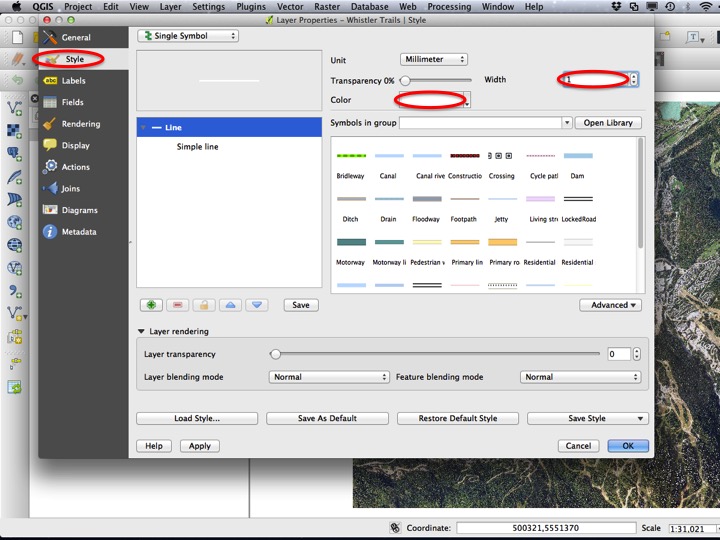 QGIS Project Edit View Layer Settings Plugins Vector Raster Database Web Processing Window Help
Layer Properties - Whistler Trails | Style
General
Style
Labels
Fields
Rendering
Display
Actions
Joins
Diagrams
Metadata
Single Symbol
Unit Millimeter
Transparency 0% Width 1
Color
Symbols in group Open Library
Line
Simple line
Bridleway Canal Canal rive Constructio Crossing Cycle patl Dam
Ditch Drain Floodway Footpath Jetty Living stre LockedRoad
Motorway Motorway li Pedestrian v Primary lin Primary ro Residential Residential
Save Advanced
Layer rendering
Layer transparency 0
Layer blending mode Normal Feature blending mode Normal
Load Style... Save As Default Restore Default Style Save Style
Help Apply Cancel OK
Coordinate: 500321,5551370 Scale 1:31,021